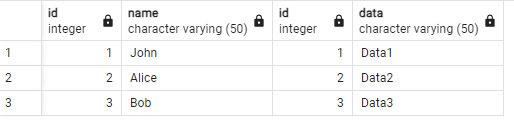 id name id data
integer character varying (50) integer character varying (50)
1 1 John 1 Data1
2 2 Alice 2 Data2
3 3 Bob 3 Data3